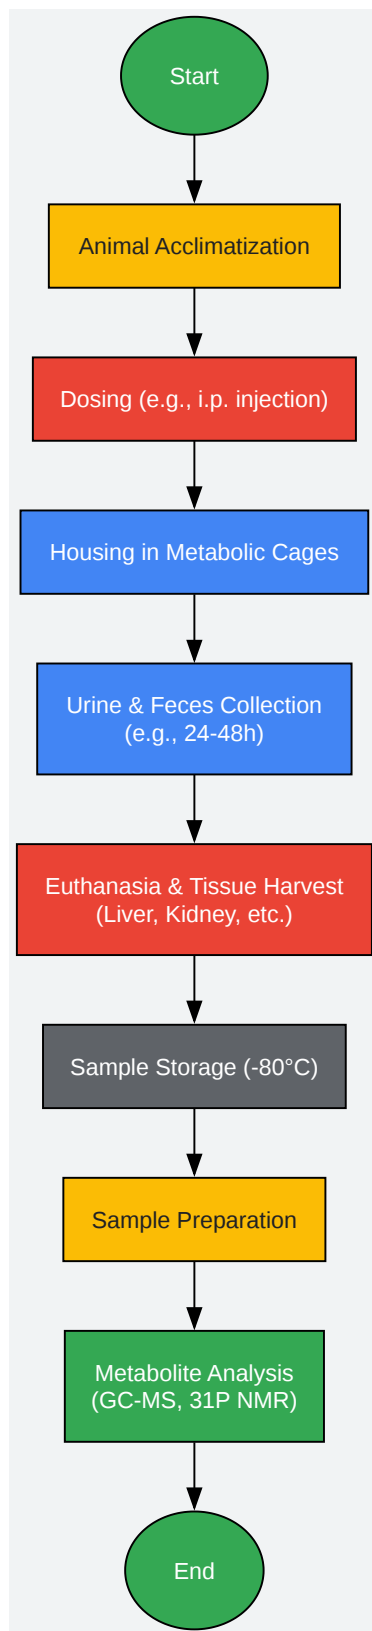 Start
Animal Acclimatization
Dosing (e.g., i.p. injection)
Housing in Metabolic Cages
Urine & Feces Collection
(e.g., 24-48h)
Euthanasia & Tissue Harvest
(Liver, Kidney, etc.)
Sample Storage (-80°C)
Sample Preparation
Metabolite Analysis
(GC-MS, 31P NMR)
End